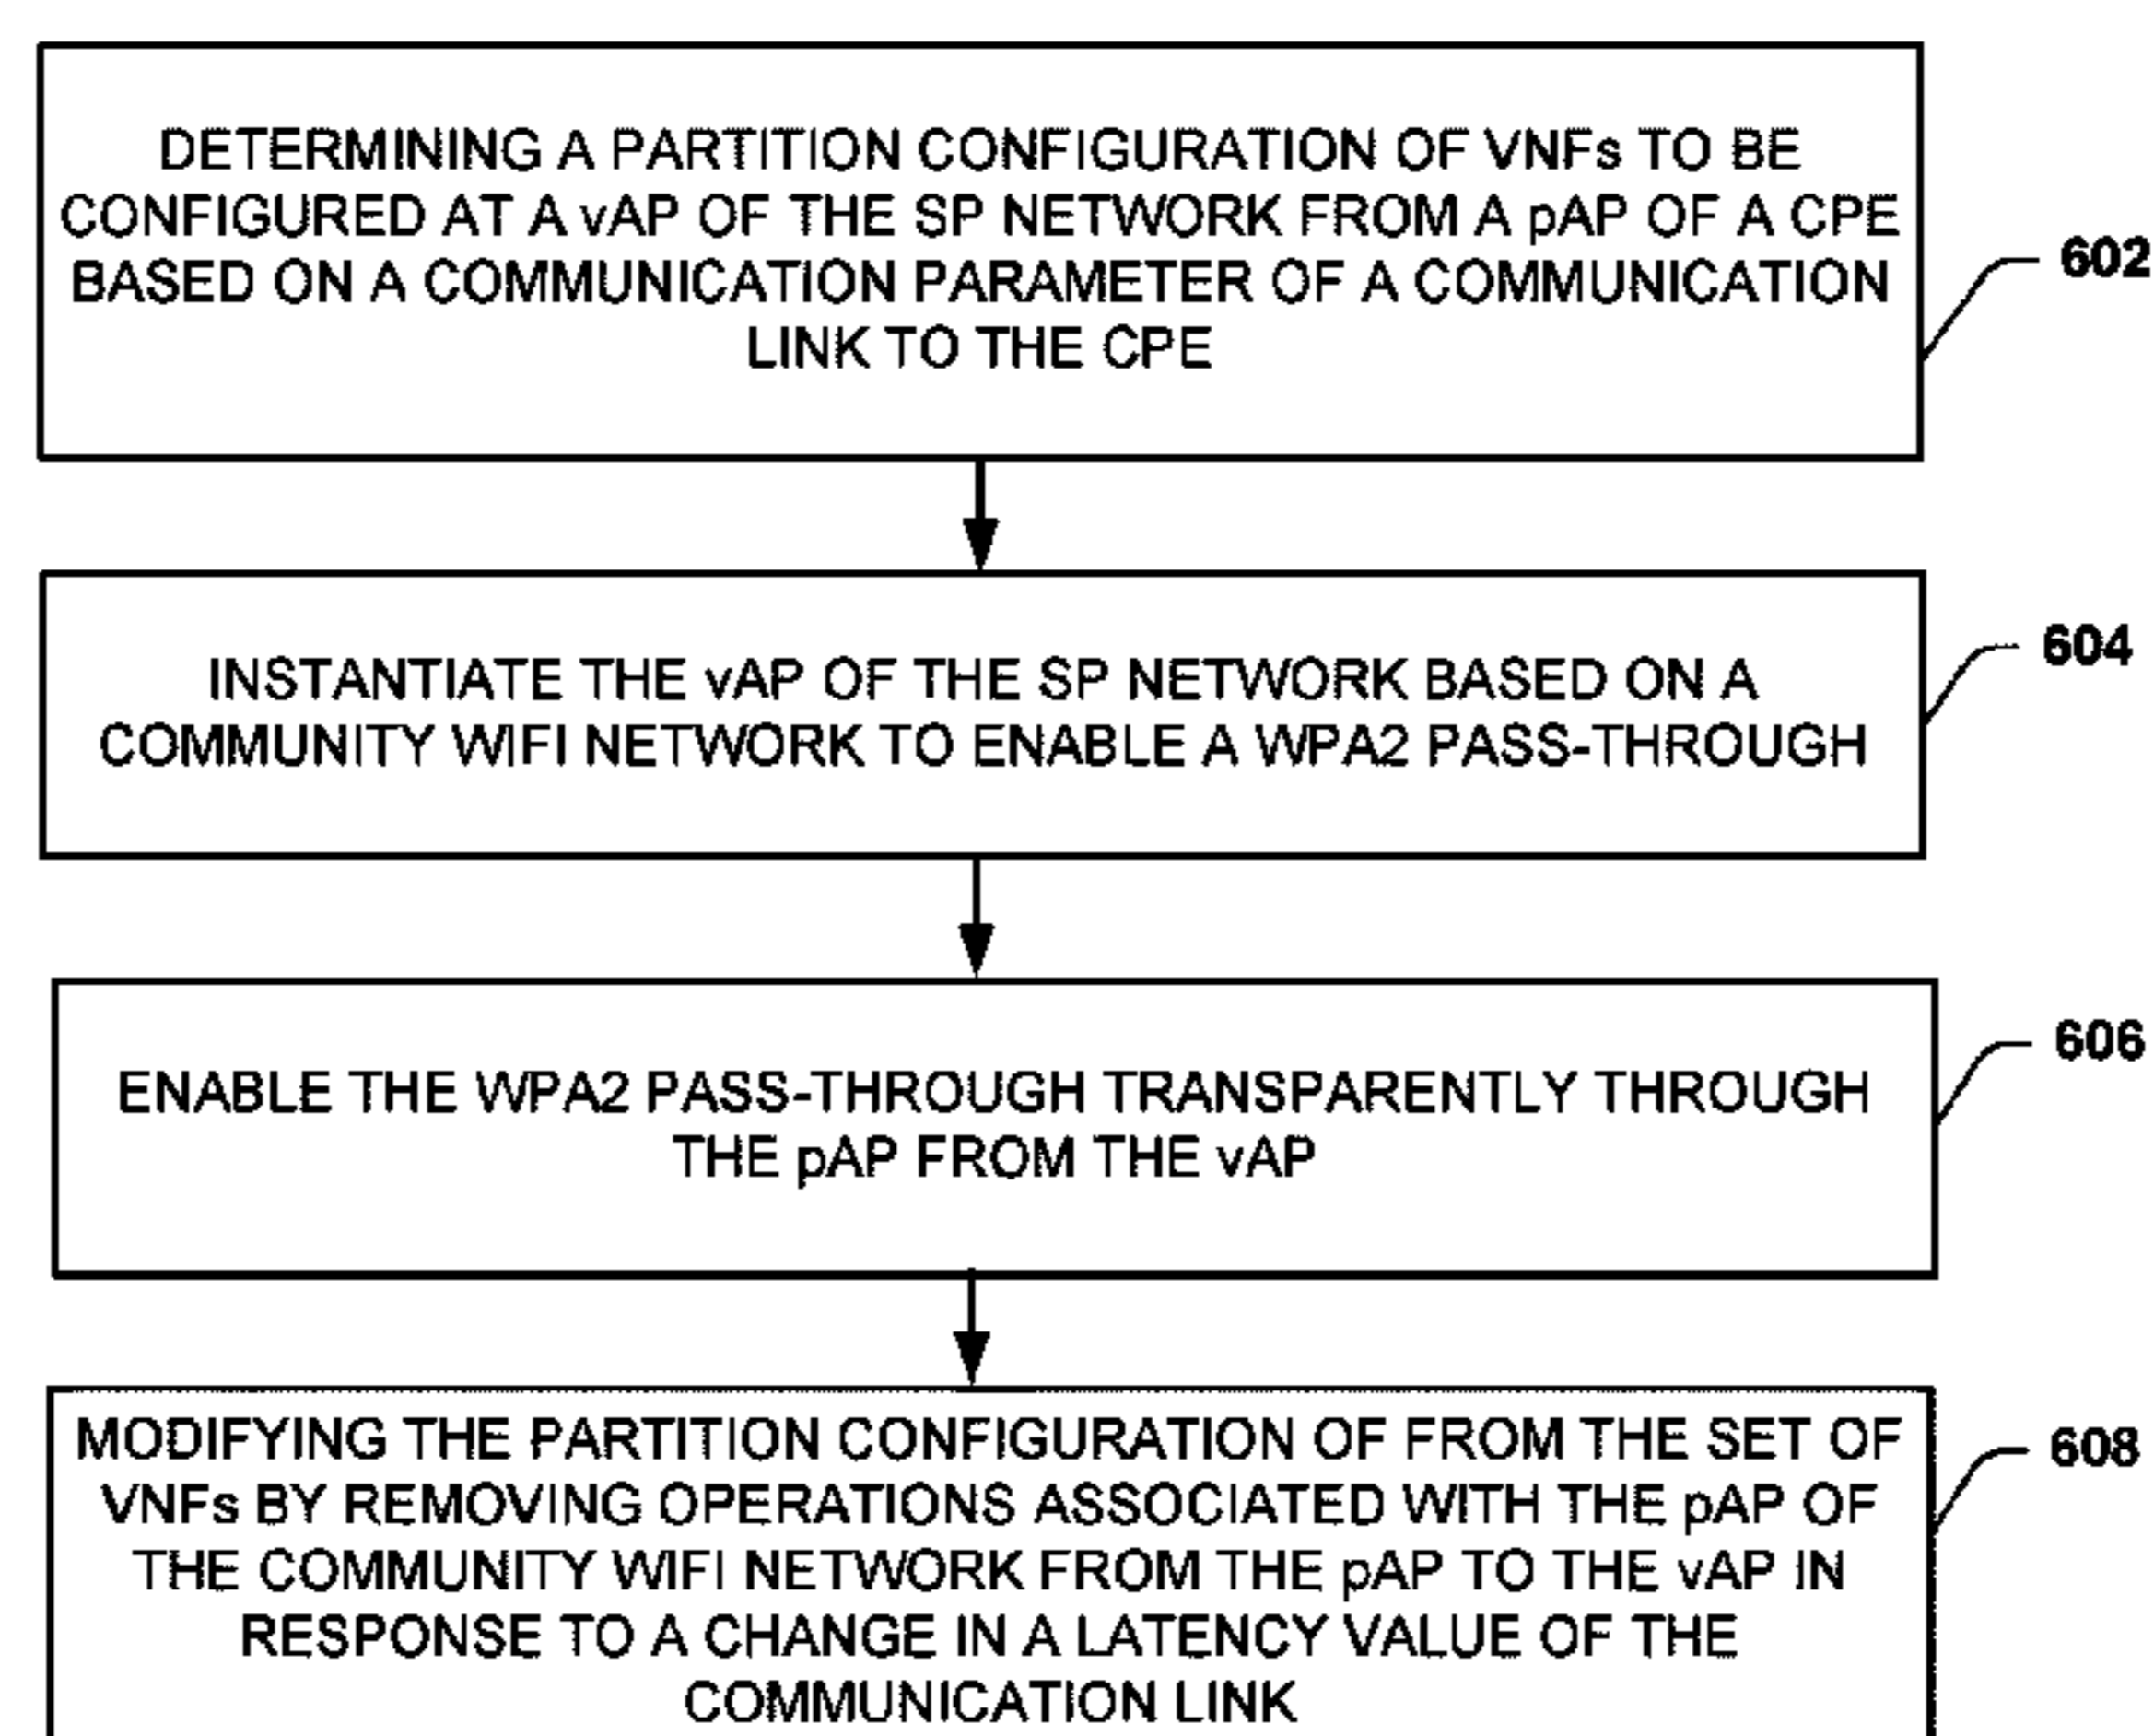 DETERMINING A PARTITION CONFIGURATION OF VNFs TO BE
CONFIGURED AT A vAP OF THE SP NETWORK FROM A pAP OF A CPE
BASED ON A COMMUNICATION PARAMETER OF A COMMUNICATION
LINK TO THE CPE
602
INSTANTIATE THE vAP OF THE SP NETWORK BASED ON A
COMMUNITY WIFI NETWORK TO ENABLE A WPA2 PASS-THROUGH
604
ENABLE THE WPA2 PASS-THROUGH TRANSPARENTLY THROUGH
THE pAP FROM THE vAP
606
MODIFYING THE PARTITION CONFIGURATION OF FROM THE SET OF
VNFs BY REMOVING OPERATIONS ASSOCIATED WITH THE pAP OF
THE COMMUNITY WIFI NETWORK FROM THE pAP TO THE vAP IN
RESPONSE TO A CHANGE IN A LATENCY VALUE OF THE
COMMUNICATION LINK
608